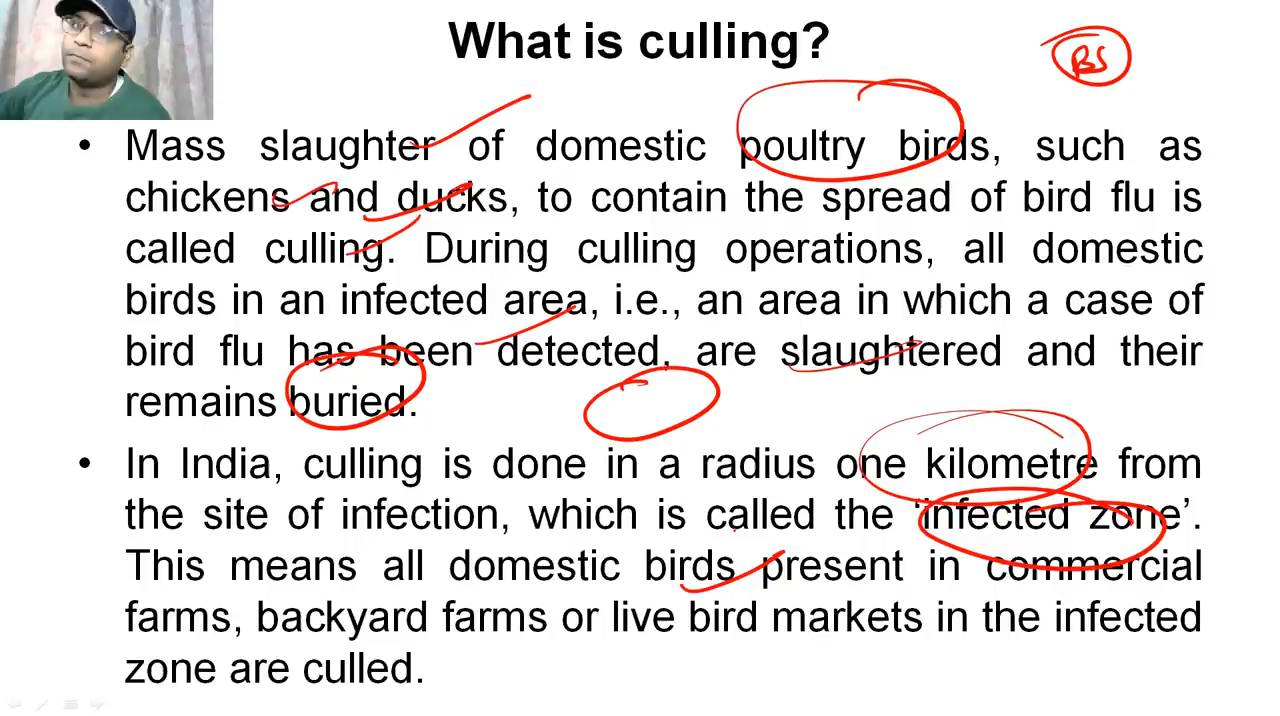 What is culling?
BS
• Mass slaughter of domestic poultry birds, such as
chickens and ducks, to contain the spread of bird flu is
called culling. During culling operations, all domestic
birds in an infected area, i.e., an area in which a case of
bird flu has been detected, are slaughtered and their
remains buried.
• In India, culling is done in a radius one kilometre from
the site of infection, which is called the ‘infected zone’.
This means all domestic birds present in commercial
farms, backyard farms or live bird markets in the infected
zone are culled.